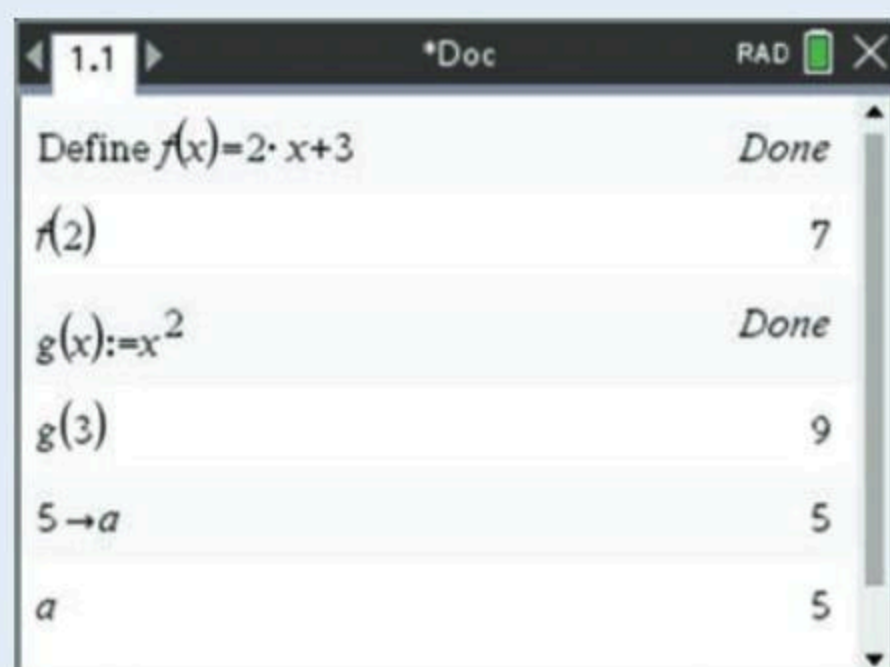 1.1 *Doc RAD
Define f(x)=2· x+3 Done
f(2) 7
g(x):=x² Done
g(3) 9
5→a 5
a 5